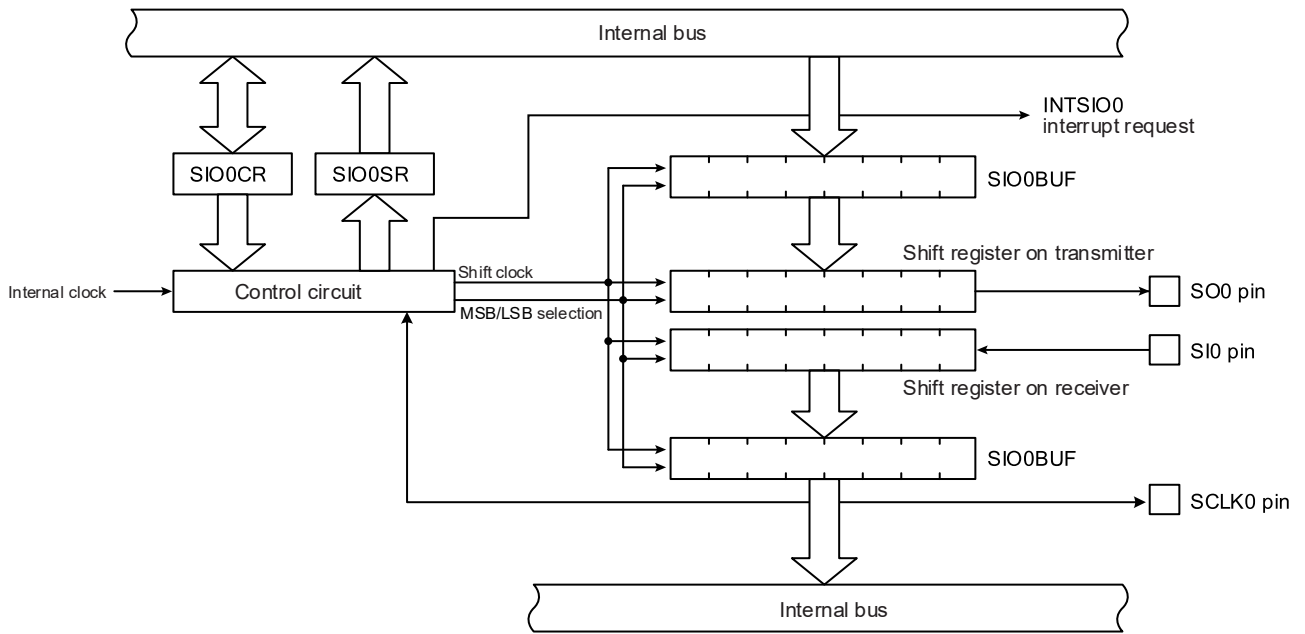 Internal bus
INTSIO0
interrupt request
SIO0CR
SIO0SR
SIO0BUF
Shift register on transmitter
Shift clock
Internal clock
Control circuit
SO0 pin
MSB/LSB selection
SI0 pin
Shift register on receiver
SIO0BUF
SCLK0 pin
Internal bus